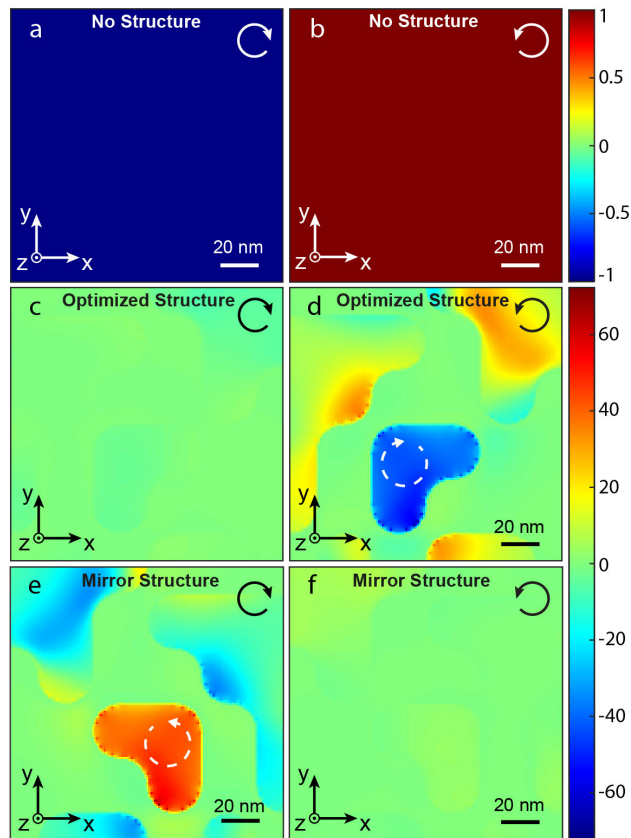 a No Structure
y
z x
20 nm
b No Structure
y
z x
20 nm
1
0.5
0
-0.5
-1
c Optimized Structure
y
z x
d Optimized Structure
y
z x
20 nm
60
40
20
0
-20
-40
-60
e Mirror Structure
y
z x
20 nm
f Mirror Structure
y
z x
20 nm